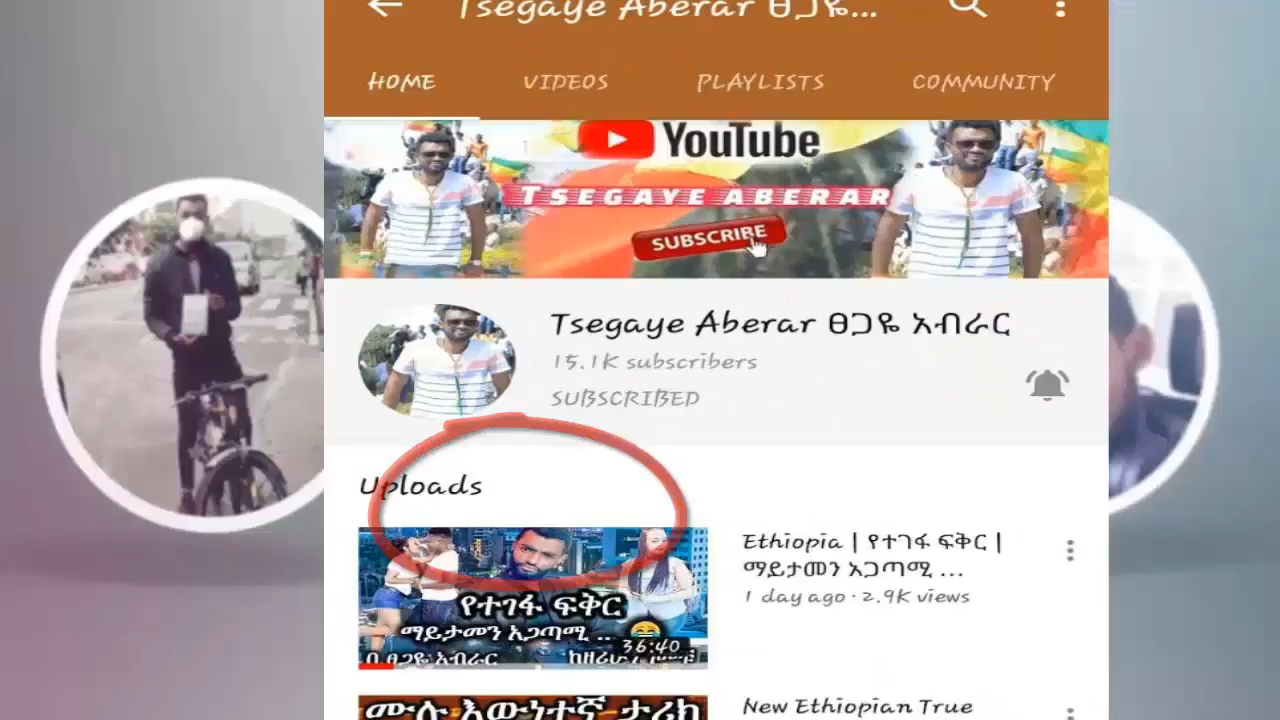 Tsegaye Aberar ፀጋዬ...
HOME VIDEOS PLAYLISTS COMMUNITY
YouTube
TSEGAYE ABERAR
SUBSCRIBE
Tsegaye Aberar ፀጋዬ አብራር
15.1K subscribers
SUBSCRIBED
Uploads
Ethiopia | የተገፋ ፍቅር |
ማይታመን አጋጣሚ ...
1 day ago · 2.9K views
የተገፋ ፍቅር
ማይታመን አጋጣሚ ..
36:40
በ ፀጋዬ አብራር
ሙሉ እውነተኛ ታሪክ
New Ethiopian True